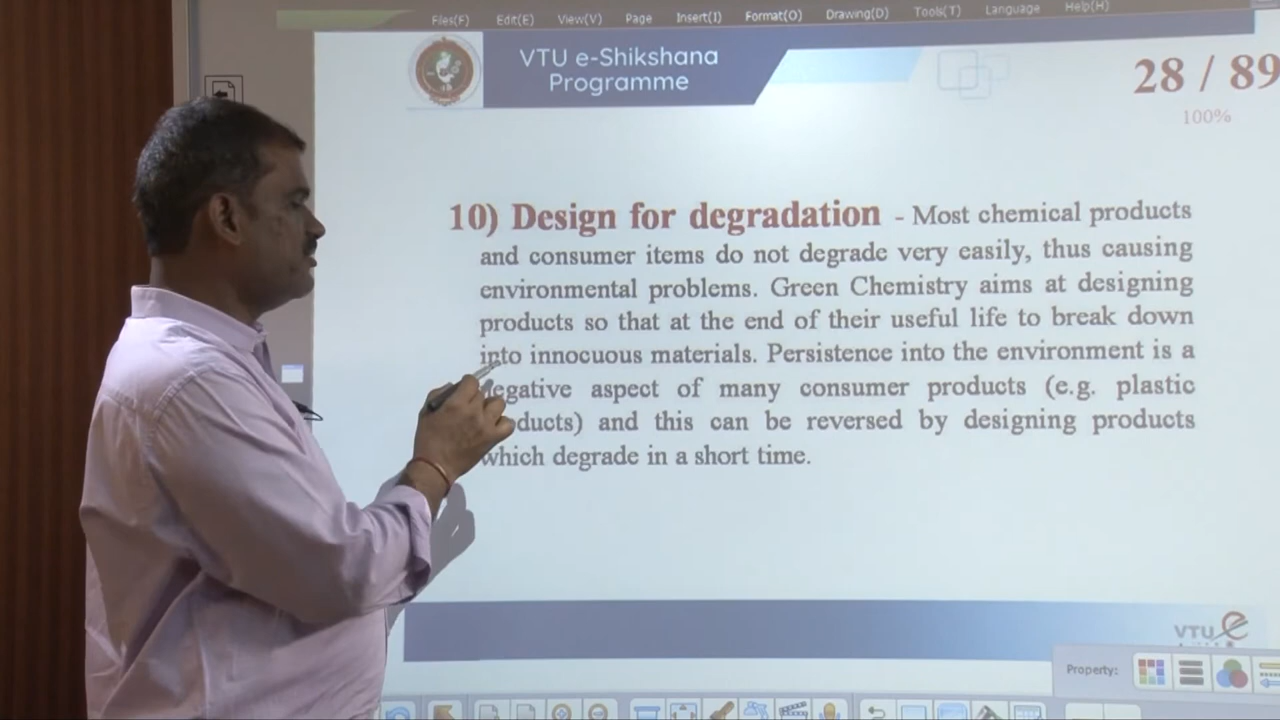 Files(F) Edit(E) View(V) Page Insert(I) Format(O) Drawing(D) Tools(T) Language Help(H)
VTU e-Shikshana
Programme
28 / 89
100%
10) Design for degradation - Most chemical products
and consumer items do not degrade very easily, thus causing
environmental problems. Green Chemistry aims at designing
products so that at the end of their useful life to break down
into innocuous materials. Persistence into the environment is a
negative aspect of many consumer products (e.g. plastic
products) and this can be reversed by designing products
which degrade in a short time.
VTU e
Property: